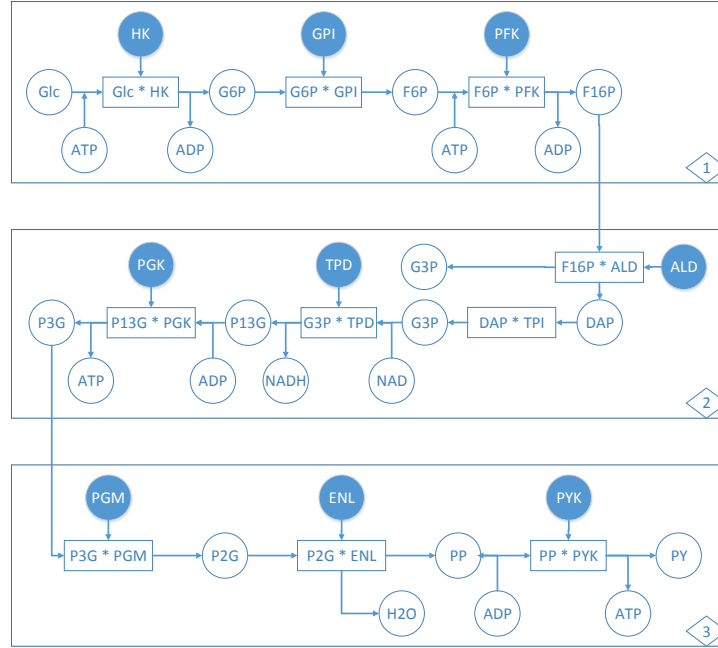 HK
GPI
PFK
Glc
Glc * HK
G6P
G6P * GPI
F6P
F6P * PFK
F16P
ATP
ADP
ATP
ADP
1
PGK
TPD
G3P
F16P * ALD
ALD
P3G
P13G * PGK
P13G
G3P * TPD
G3P
DAP * TPI
DAP
ATP
ADP
NADH
NAD
2
PGM
ENL
PYK
P3G * PGM
P2G
P2G * ENL
PP
PP * PYK
PY
H2O
ADP
ATP
3